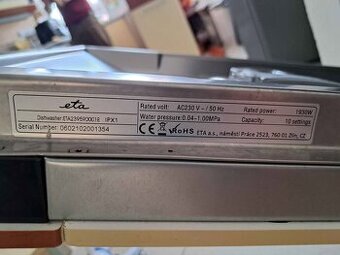 eta
Rated volt: AC230 V ~ / 50 Hz
Rated power: 1930W
Dishwasher: IPX1
Water pressure: 0.04-1.00MPa
Capacity: 10 settings
Serial Number: 0602102001354
CE RoHS ETA a.s., náměstí Práce 2523, 760 01 Zlín, CZ